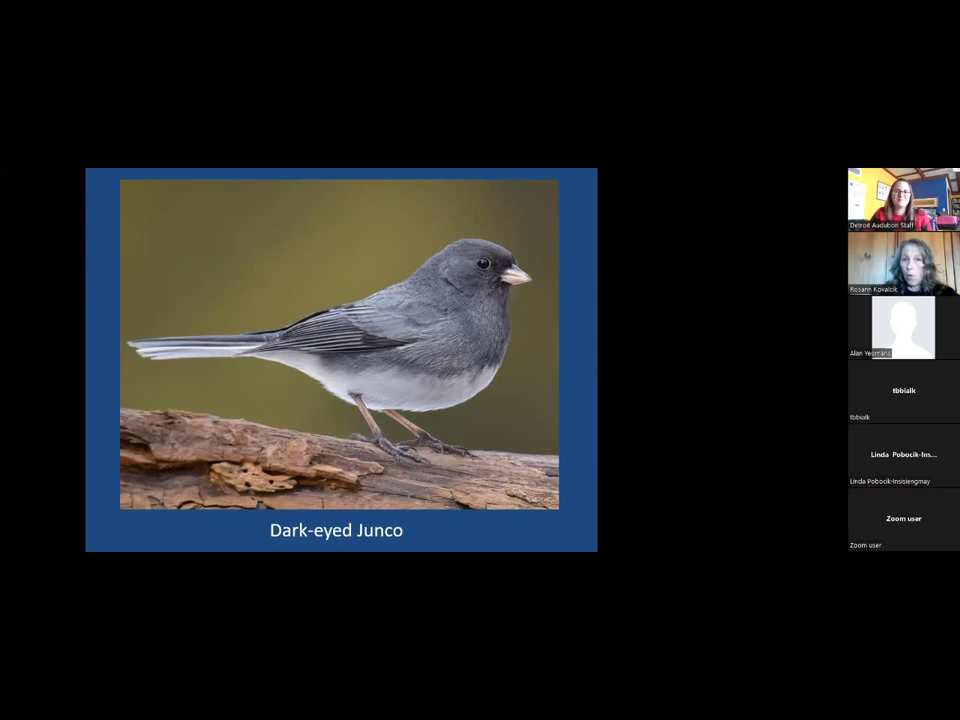 Dark-eyed Junco
Detroit Audubon Staff
Rosann Kovalcik
Alan Yeomans
tbbialk
tbbialk
Linda Pobocik-Ins...
Linda Pobocik-Insisiengmay
Zoom user
Zoom user